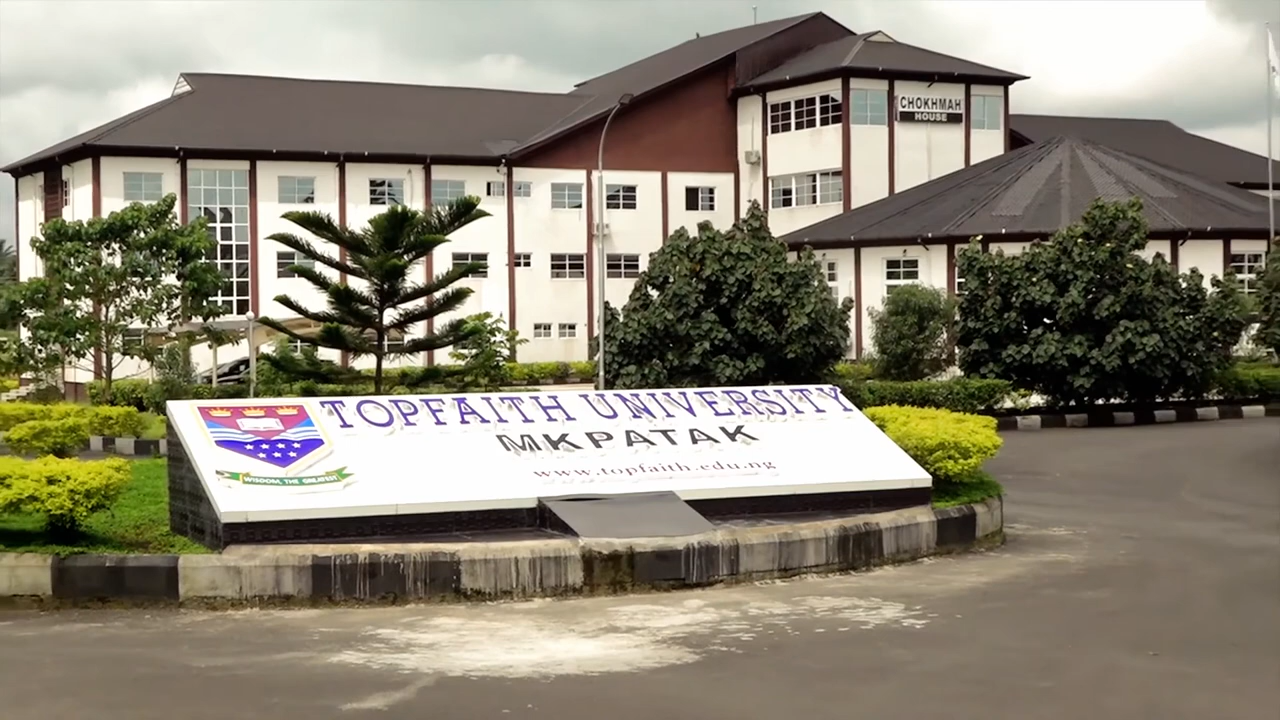 CHOKHMAH
HOUSE
TOPFAITH UNIVERSITY
MKPATAK
www.topfaith.edu.ng
WISDOM, THE GREATEST